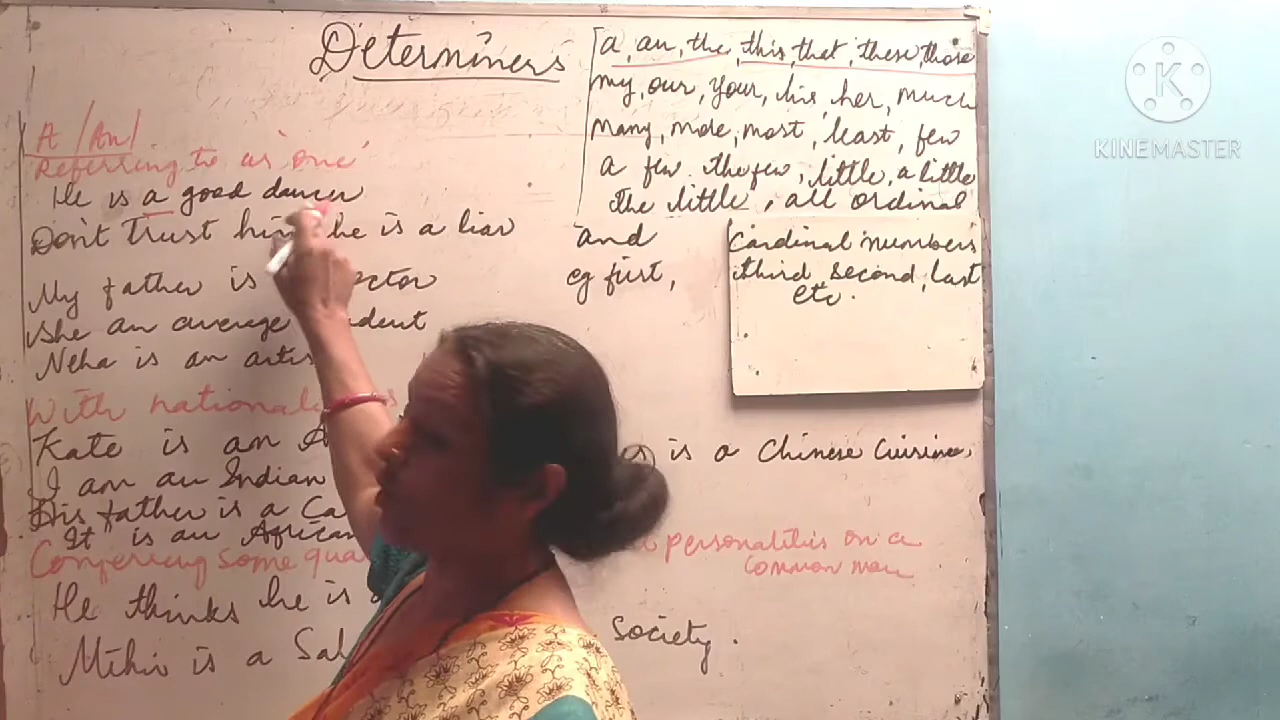 Determiners
a, an, the, this, that, these, those
my, our, your, his, her, much
many, more, most, least, few
a few, the few, little, a little
the little, all ordinal
and cardinal numbers
eg first, third, second, last
etc.
A/An
Referring to as 'one'
He is a good dancer
Don't trust him he is a liar
My father is
She an average student
Neha is an
With
Kate is an is a Chinese Cuisine.
I am an Indian
His father is a
It is an African
Confering some personalities on a
common man
He thinks he is
Mihir is a society.
K
KINEMASTER